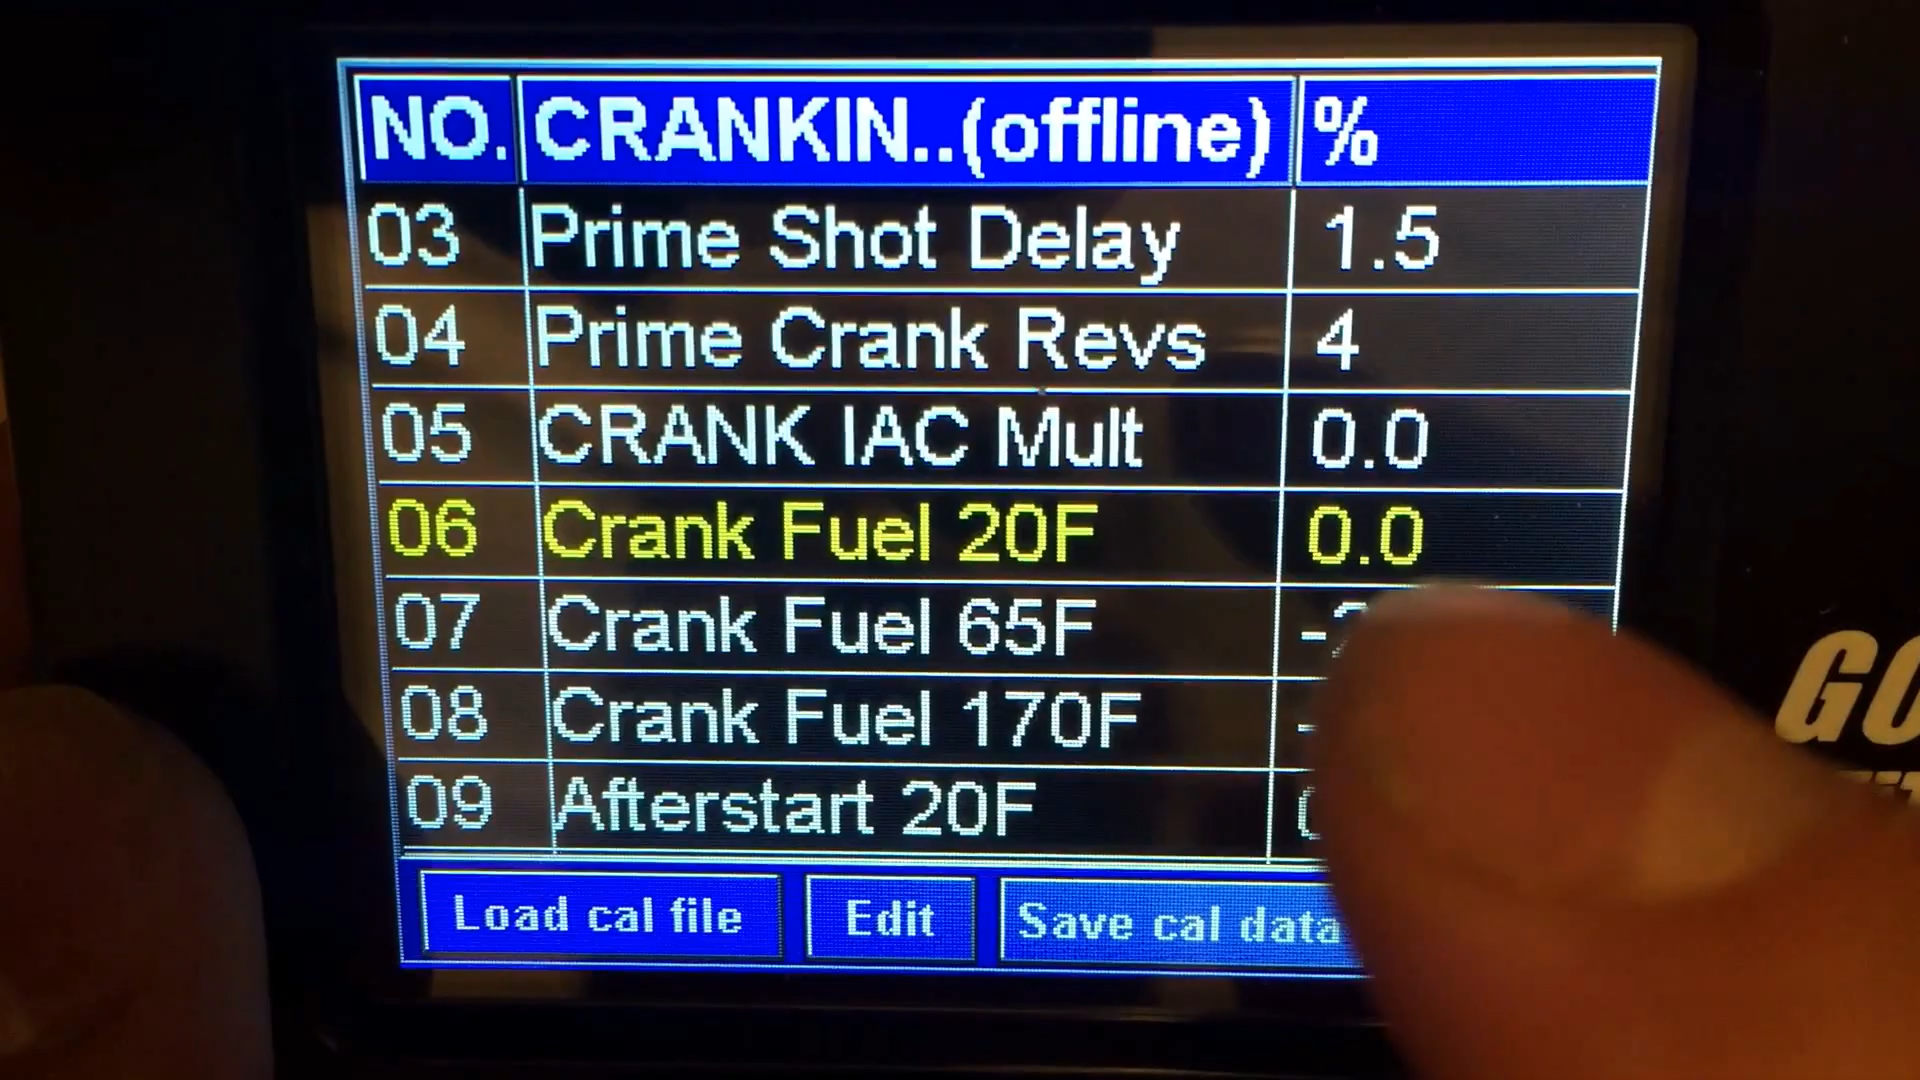 NO. CRANKIN..(offline) %
03 Prime Shot Delay 1.5
04 Prime Crank Revs 4
05 CRANK IAC Mult 0.0
06 Crank Fuel 20F 0.0
07 Crank Fuel 65F
08 Crank Fuel 170F
09 Afterstart 20F
Load cal file Edit Save cal data
GO